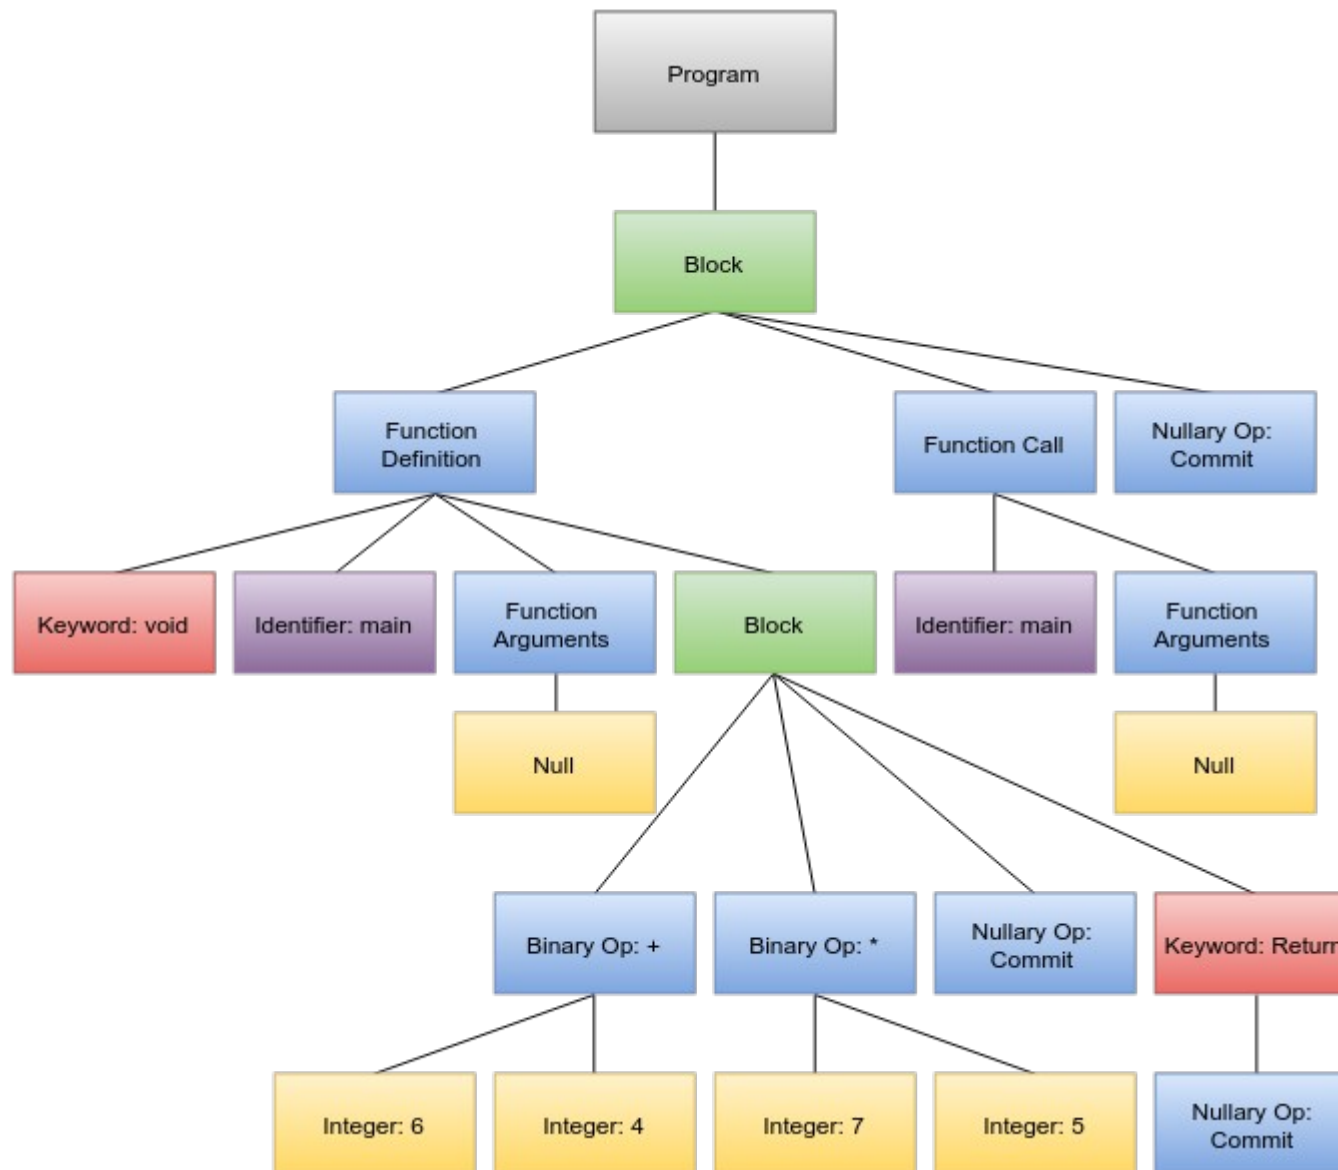 Program
Block
Function
Definition
Function Call
Nullary Op:
Commit
Keyword: void
Identifier: main
Function
Arguments
Block
Identifier: main
Function
Arguments
Null
Null
Binary Op: +
Binary Op: *
Nullary Op:
Commit
Keyword: Return
Integer: 6
Integer: 4
Integer: 7
Integer: 5
Nullary Op:
Commit